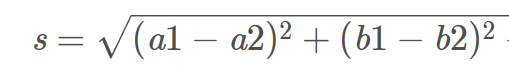 s = √(a1 − a2)² + (b1 − b2)²